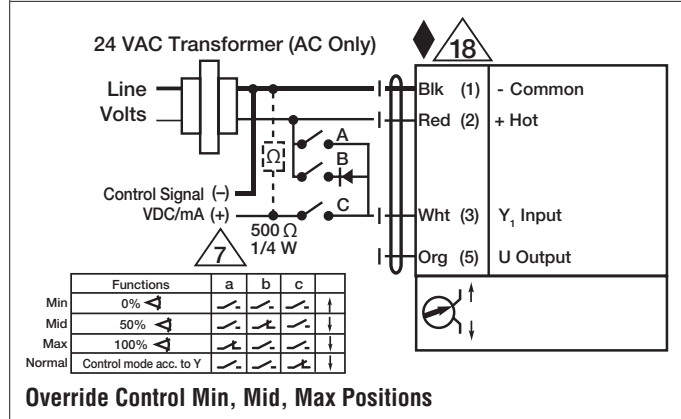 24 VAC Transformer (AC Only)
18
Line
Volts
Blk (1) - Common
Red (2) + Hot
A
B
C
Ω
Control Signal (–)
VDC/mA (+)
500 Ω
1/4 W
7
Wht (3) Y1 Input
Org (5) U Output
Functions a b c
Min 0%
Mid 50%
Max 100%
Normal Control mode acc. to Y
Override Control Min, Mid, Max Positions